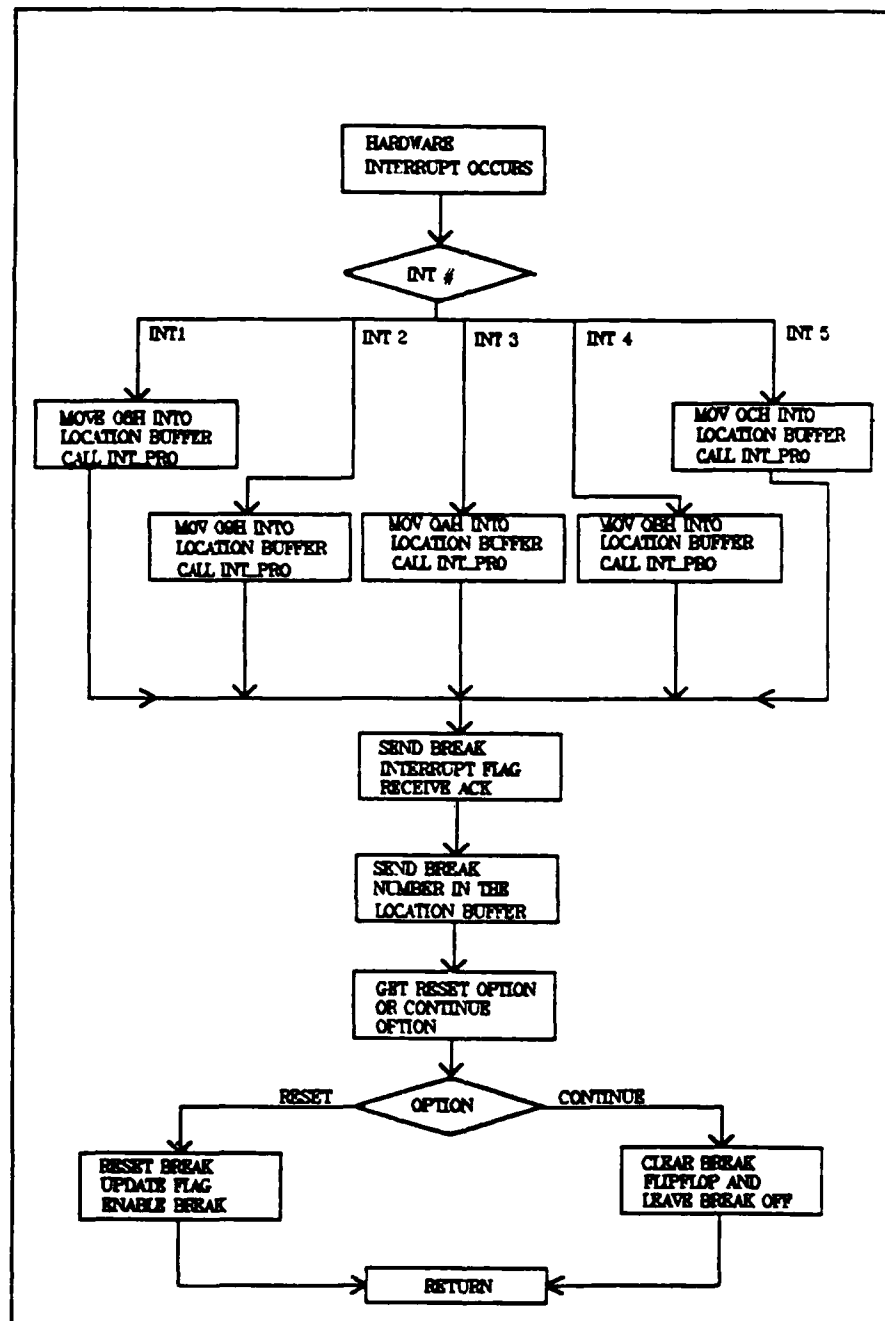 HARDWARE
INTERRUPT OCCURS
INT #
INT1
INT 2
INT 3
INT 4
INT 5
MOVE 08H INTO
LOCATION BUFFER
CALL INT_PRO
MOV 0CH INTO
LOCATION BUFFER
CALL INT_PRO
MOV 09H INTO
LOCATION BUFFER
CALL INT_PRO
MOV 0AH INTO
LOCATION BUFFER
CALL INT_PRO
MOV 0BH INTO
LOCATION BUFFER
CALL INT_PRO
SEND BREAK
INTERRUPT FLAG
RECEIVE ACK
SEND BREAK
NUMBER IN THE
LOCATION BUFFER
GET RESET OPTION
OR CONTINUE
OPTION
RESET
OPTION
CONTINUE
RESET BREAK
UPDATE FLAG
ENABLE BREAK
CLEAR BREAK
FLIPFLOP AND
LEAVE BREAK OFF
RETURN